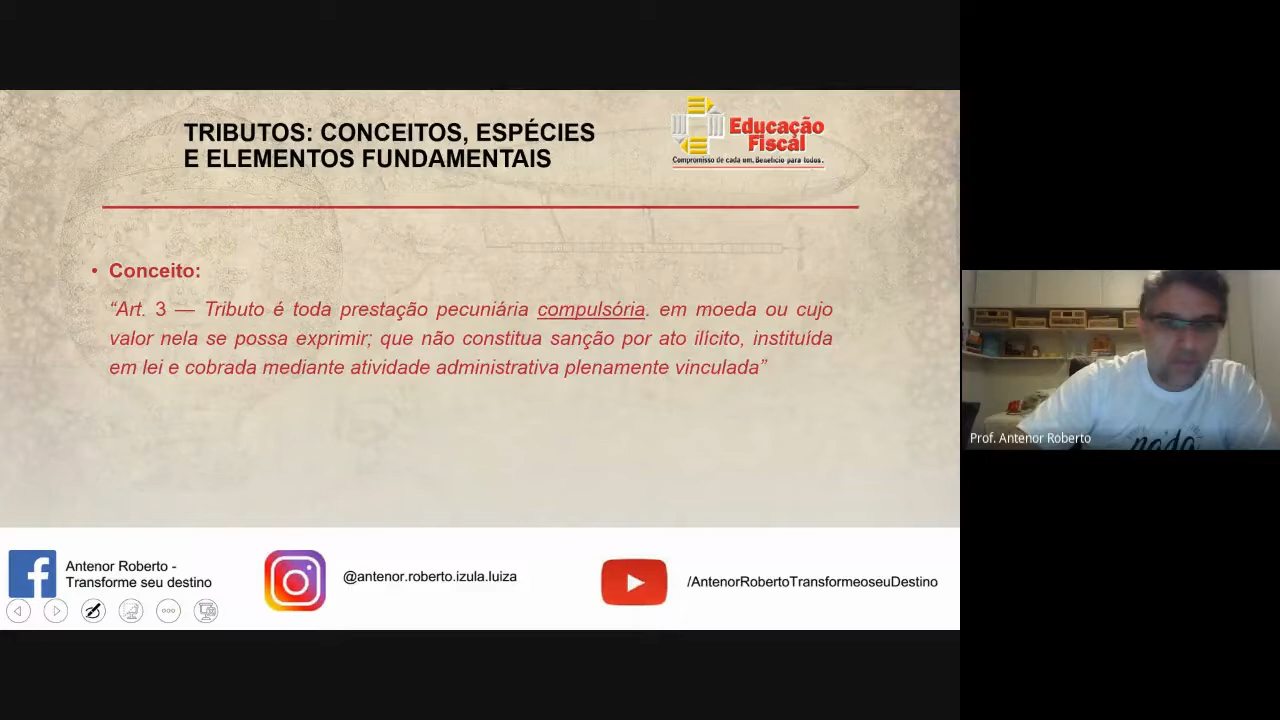 TRIBUTOS: CONCEITOS, ESPÉCIES
E ELEMENTOS FUNDAMENTAIS
Educação
Fiscal
Compromisso de cada um. Benefício para todos.
• Conceito:
“Art. 3 — Tributo é toda prestação pecuniária compulsória. em moeda ou cujo
valor nela se possa exprimir; que não constitua sanção por ato ilícito, instituída
em lei e cobrada mediante atividade administrativa plenamente vinculada”
Prof. Antenor Roberto
Antenor Roberto -
Transforme seu destino
@antenor.roberto.izula.luiza
/AntenorRobertoTransformeoseuDestino